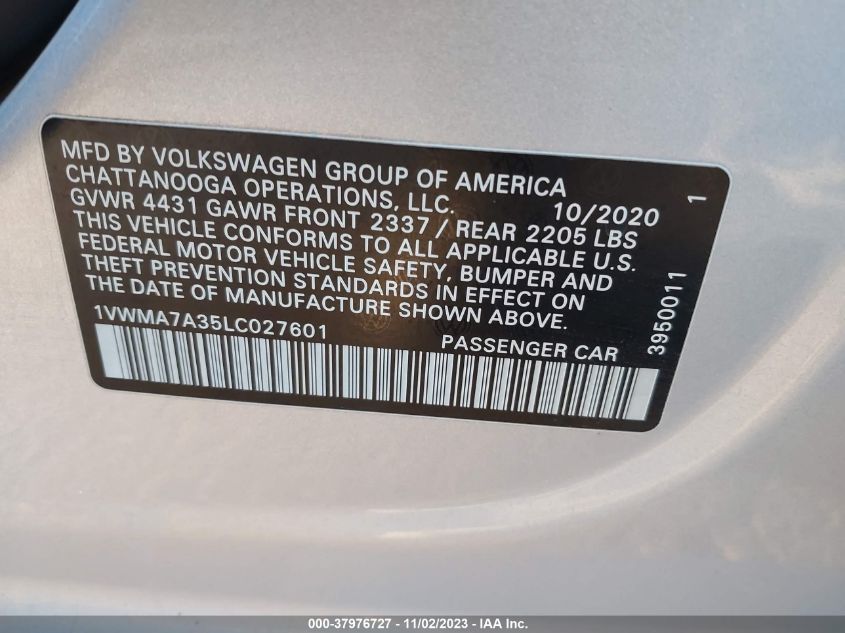 MFD BY VOLKSWAGEN GROUP OF AMERICA
CHATTANOOGA OPERATIONS, LLC. 10/2020 1
GVWR 4431 GAWR FRONT 2337 / REAR 2205 LBS
THIS VEHICLE CONFORMS TO ALL APPLICABLE U.S.
FEDERAL MOTOR VEHICLE SAFETY, BUMPER AND
THEFT PREVENTION STANDARDS IN EFFECT ON
THE DATE OF MANUFACTURE SHOWN ABOVE.
1VWMA7A35LC027601 PASSENGER CAR
3950011
000-37976727 - 11/02/2023 - IAA Inc.